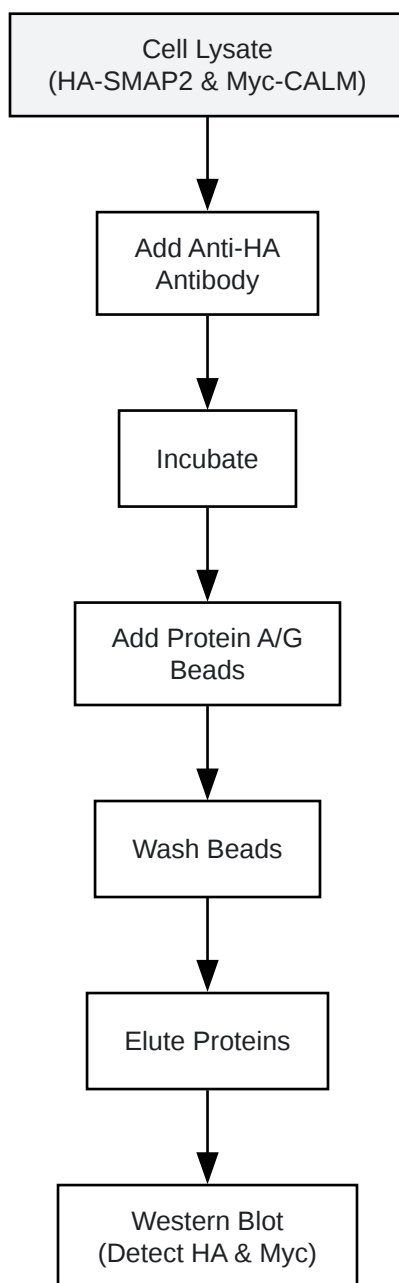 Cell Lysate
(HA-SMAP2 & Myc-CALM)
Add Anti-HA
Antibody
Incubate
Add Protein A/G
Beads
Wash Beads
Elute Proteins
Western Blot
(Detect HA & Myc)